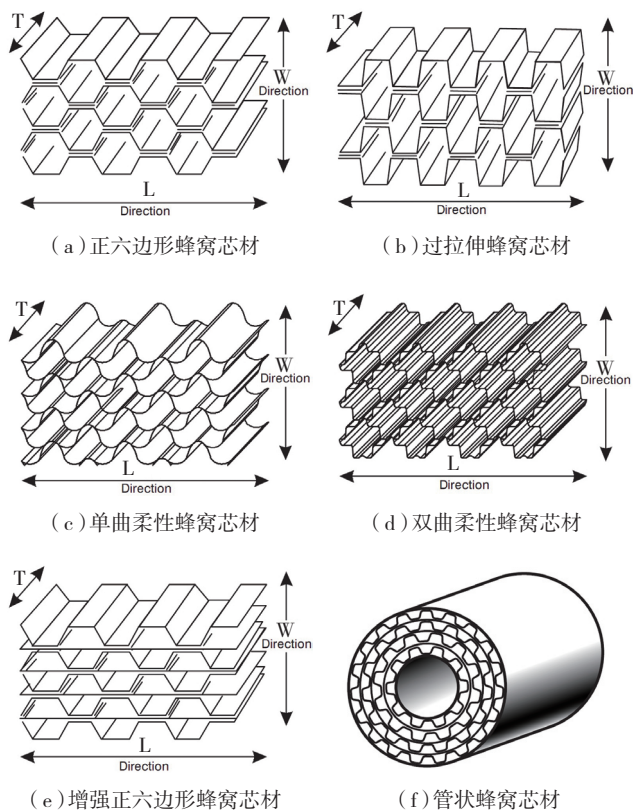 T
W
Direction
L
Direction
(a)正六边形蜂窝芯材
T
W
Direction
L
Direction
(b)过拉伸蜂窝芯材
T
W
Direction
L
Direction
(c)单曲柔性蜂窝芯材
T
W
Direction
L
Direction
(d)双曲柔性蜂窝芯材
T
W
Direction
L
Direction
(e)增强正六边形蜂窝芯材
(f)管状蜂窝芯材